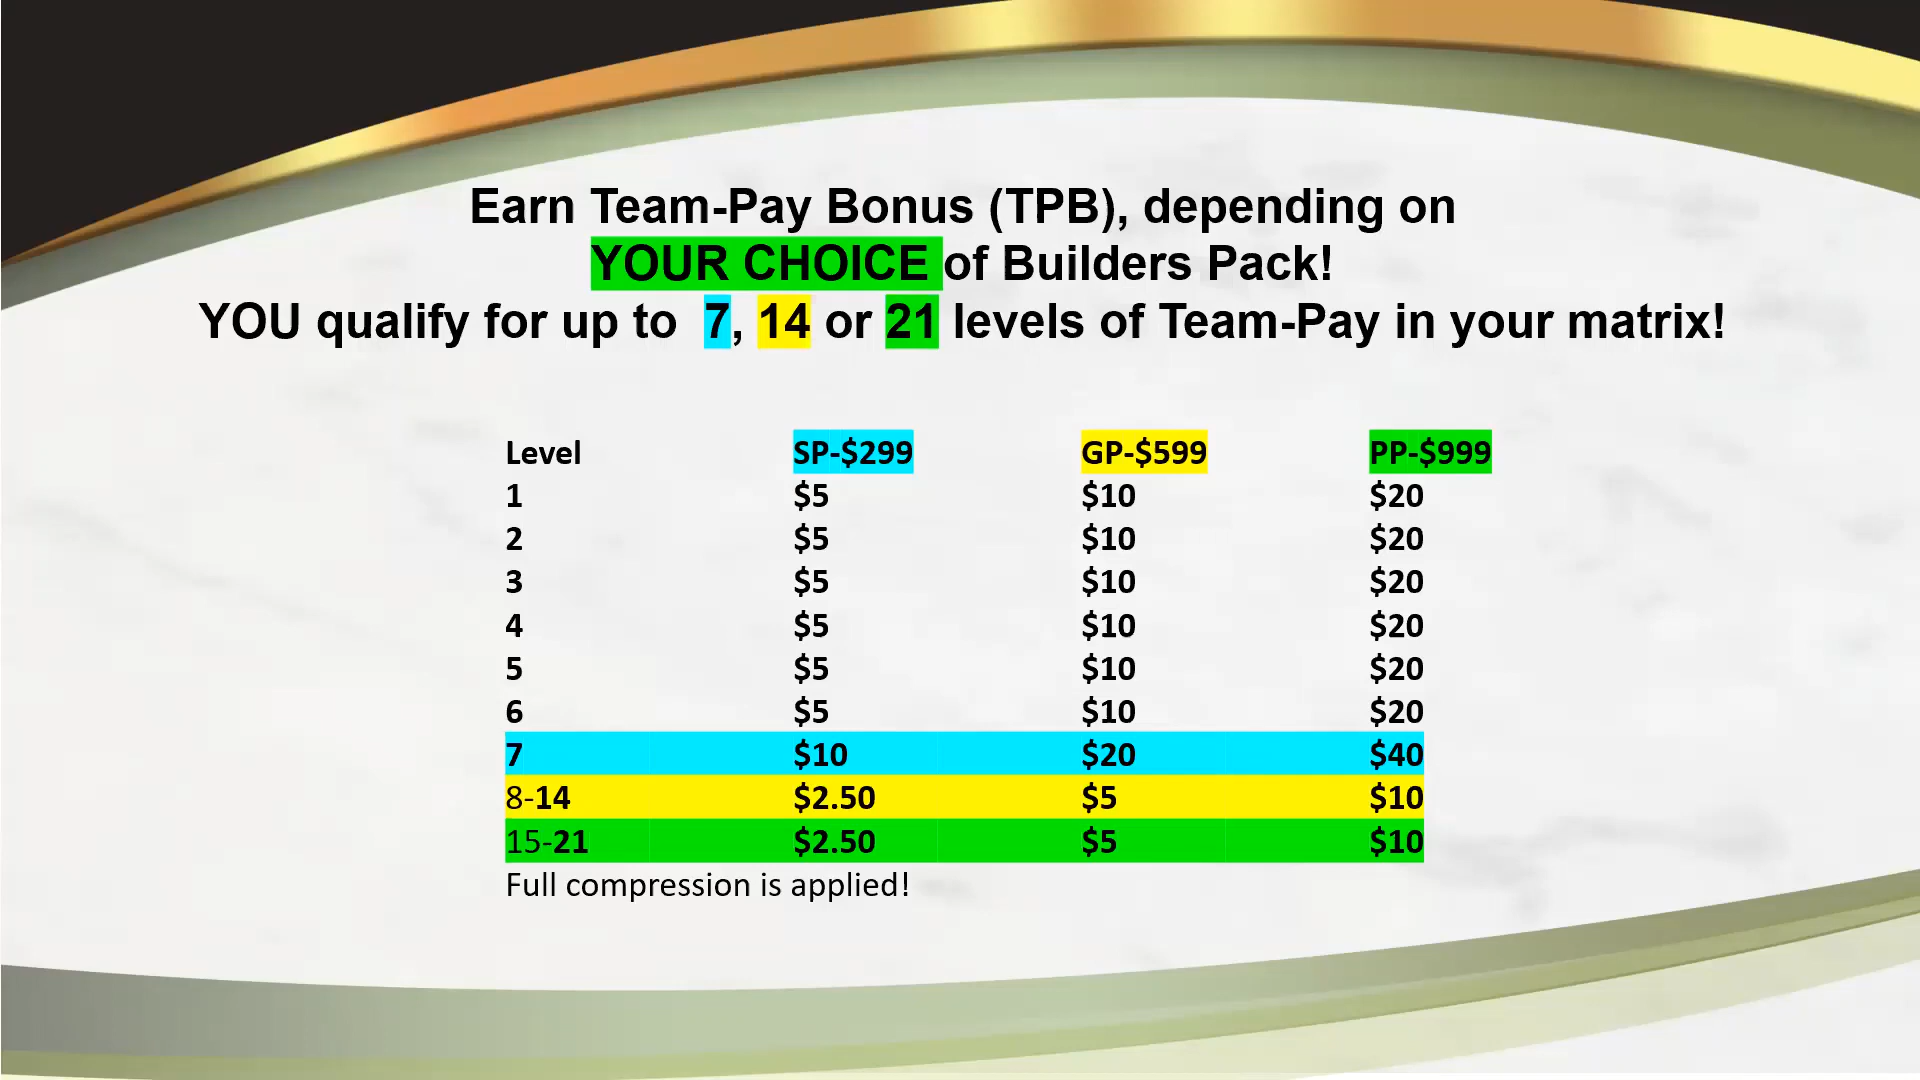 Earn Team-Pay Bonus (TPB), depending on
YOUR CHOICE of Builders Pack!
YOU qualify for up to 7, 14 or 21 levels of Team-Pay in your matrix!
Level SP-$299 GP-$599 PP-$999
1 $5 $10 $20
2 $5 $10 $20
3 $5 $10 $20
4 $5 $10 $20
5 $5 $10 $20
6 $5 $10 $20
7 $10 $20 $40
8-14 $2.50 $5 $10
15-21 $2.50 $5 $10
Full compression is applied!